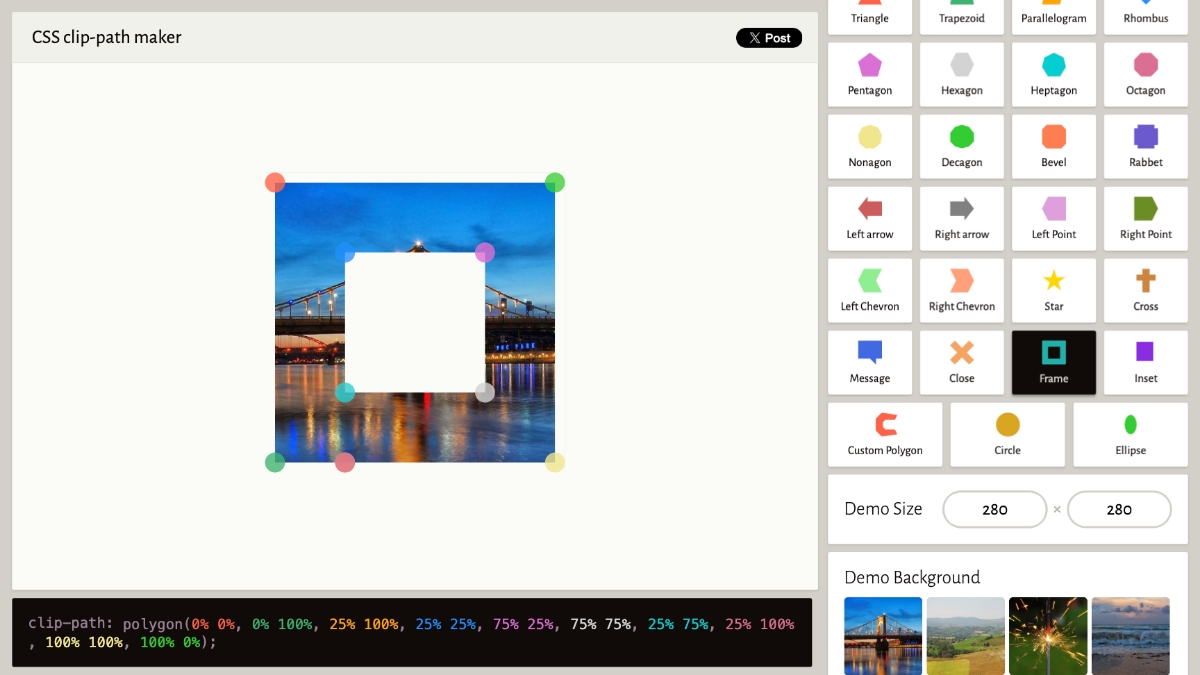 CSS clip-path maker
Post
Triangle
Trapezoid
Parallelogram
Rhombus
Pentagon
Hexagon
Heptagon
Octagon
Nonagon
Decagon
Bevel
Rabbet
Left arrow
Right arrow
Left Point
Right Point
Left Chevron
Right Chevron
Star
Cross
Message
Close
Frame
Inset
Custom Polygon
Circle
Ellipse
Demo Size
280
×
280
Demo Background
clip-path: polygon(0% 0%, 0% 100%, 25% 100%, 25% 25%, 75% 25%, 75% 75%, 25% 75%, 25% 100%
, 100% 100%, 100% 0%);